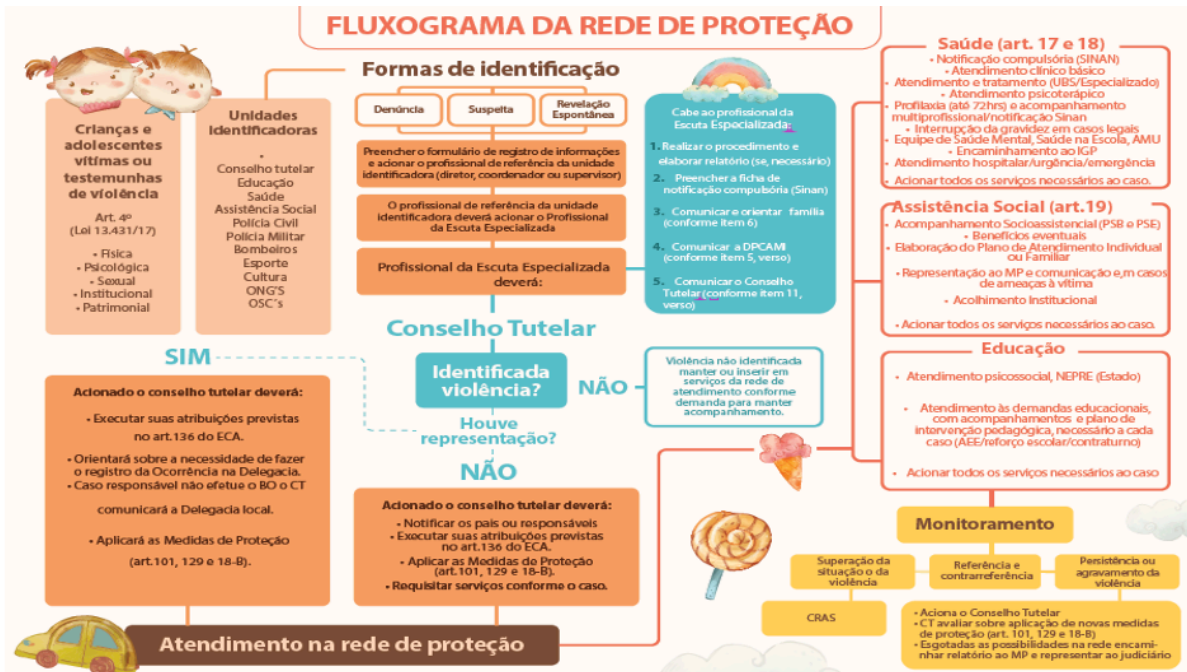 FLUXOGRAMA DA REDE DE PROTEÇÃO
Crianças e
adolescentes
vítimas ou
testemunhas
de violência
Art. 4º
(Lei 13.431/17)
• Física
• Psicológica
• Sexual
• Institucional
• Patrimonial
Unidades
identificadoras
•
Conselho tutelar
Educação
Saúde
Assistência Social
Polícia Civil
Polícia Militar
Bombeiros
Esporte
Cultura
ONG'S
OSC´s
Formas de identificação
Denúncia
Suspeita
Revelação
Espontânea
Preencher o formulário de registro de informações
e acionar o profissional de referência da unidade
identificadora (diretor, coordenador ou supervisor)
O profissional de referência da unidade
identificadora deverá acionar o Profissional
da Escuta Especializada
Profissional da Escuta Especializada
deverá:
Cabe ao profissional da
Escuta Especializada:
1. Realizar o procedimento e
elaborar relatório (se, necessário)
2. Preencher a ficha de
notificação compulsória (Sinan)
3. Comunicar e orientar família
(conforme item 6)
4. Comunicar a DPCAMI
(conforme item 5, verso)
5. Comunicar o Conselho
Tutelar (conforme item 11,
verso)
Conselho Tutelar
Identificada
violência?
NÃO
Violência não identificada
manter ou inserir em
serviços da rede de
atendimento conforme
demanda para manter
acompanhamento.
Houve
representação?
SIM
Acionado o conselho tutelar deverá:
• Executar suas atribuições previstas
no art.136 do ECA.
• Orientará sobre a necessidade de fazer
o registro da Ocorrência na Delegacia.
• Caso responsável não efetue o BO o CT
comunicará a Delegacia local.
• Aplicará as Medidas de Proteção
(art.101, 129 e 18-B).
NÃO
Acionado o conselho tutelar deverá:
• Notificar os pais ou responsáveis
• Executar suas atribuições previstas
no art.136 do ECA.
• Aplicar as Medidas de Proteção
(art.101, 129 e 18-B).
• Requisitar serviços conforme o caso.
Atendimento na rede de proteção
Saúde (art. 17 e 18)
• Notificação compulsória (SINAN)
• Atendimento clínico básico
• Atendimento e tratamento (UBS/Especializado)
• Atendimento psicoterápico
• Profilaxia (até 72hrs) e acompanhamento
multiprofissional/notificação Sinan
• Interrupção da gravidez em casos legais
• Equipe de Saúde Mental, Saúde na Escola, AMU
• Encaminhamento ao IGP
• Atendimento hospitalar/urgência/emergência
• Acionar todos os serviços necessários ao caso.
Assistência Social (art.19)
• Acompanhamento Socioassistencial (PSB e PSE)
• Benefícios eventuais
• Elaboração do Plano de Atendimento Individual
ou Familiar
• Representação ao MP e comunicação e,m casos
de ameaças à vítima
• Acolhimento Institucional
• Acionar todos os serviços necessários ao caso.
Educação
• Atendimento psicossocial, NEPRE (Estado)
• Atendimento às demandas educacionais,
com acompanhamentos e plano de
intervenção pedagógica, necessário a cada
caso (AEE/reforço escolar/contraturno)
• Acionar todos os serviços necessários ao caso
Monitoramento
Superação da
situação o da
violência
Referência e
contrarreferência
Persistência ou
agravamento da
violência
CRAS
• Aciona o Conselho Tutelar
• CT avaliar sobre aplicação de novas medidas
de proteção (art. 101, 129 e 18-B)
• Esgotadas as possibilidades na rede encami-
nhar relatório ao MP e representar ao judiciário